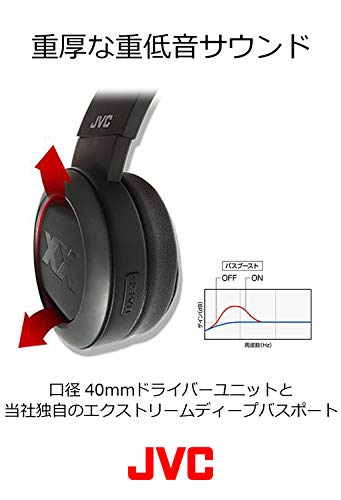 重厚な重低音サウンド
JVC
XX
バスブースト
OFF ON
ゲイン(dB)
周波数(Hz)
口径 40mmドライバーユニットと
当社独自のエクストリームディープバスポート
JVC